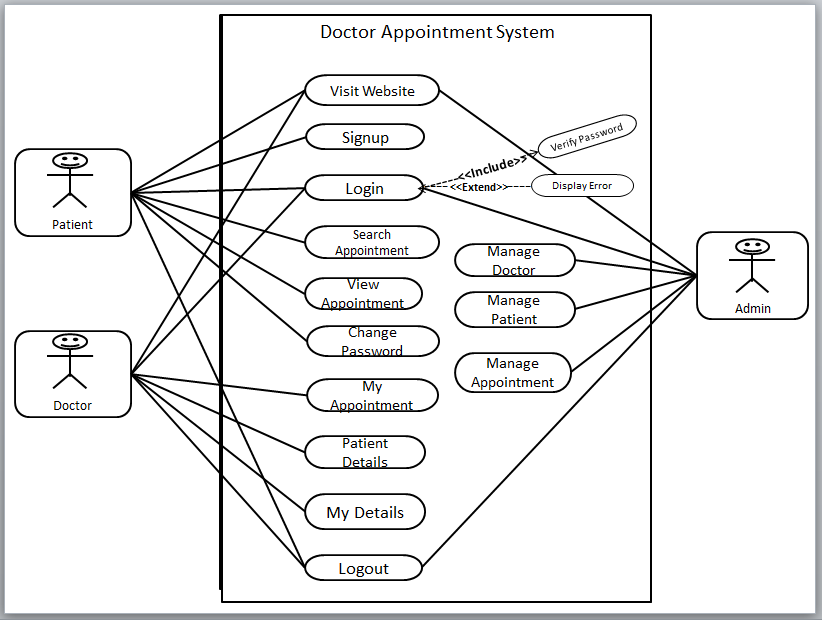 Doctor Appointment System
Visit Website
Signup
Login
<<Include>>
Verify Password
<<Extend>>
Display Error
Search
Appointment
View
Appointment
Change
Password
My
Appointment
Patient
Details
My Details
Logout
Manage
Doctor
Manage
Patient
Manage
Appointment
Patient
Doctor
Admin